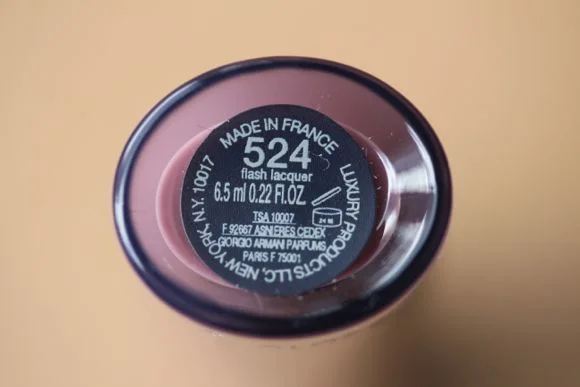 MADE IN FRANCE
LUXURY PRODUCTS LLC, NEW YORK, N.Y. 10017
524
flash lacquer
6.5 ml 0.22 Fl.OZ.
24 M
TSA 10007
F 92667 ASNIERES CEDEX
GIORGIO ARMANI PARFUMS
PARIS F 75001